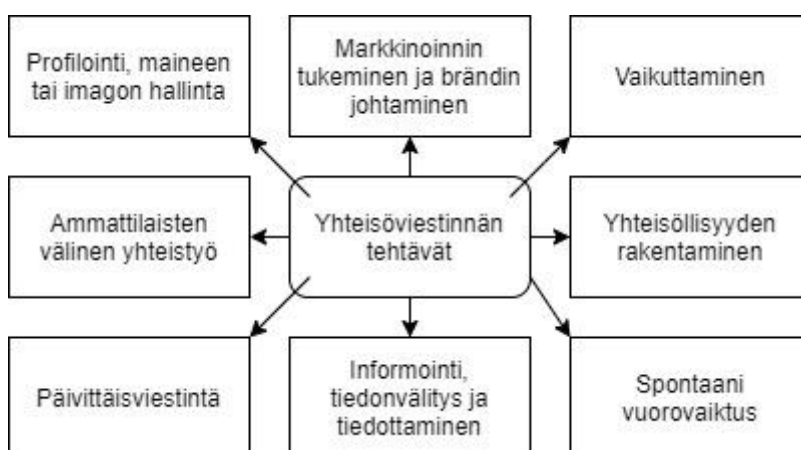 Profilointi, maineen
tai imagon hallinta
Markkinoinnin
tukeminen ja brändin
johtaminen
Vaikuttaminen
Ammattilaisten
välinen yhteistyö
Yhteisöviestinnän
tehtävät
Yhteisöllisyyden
rakentaminen
Päivittäisviestintä
Informointi,
tiedonvälitys ja
tiedottaminen
Spontaani
vuorovaiktus